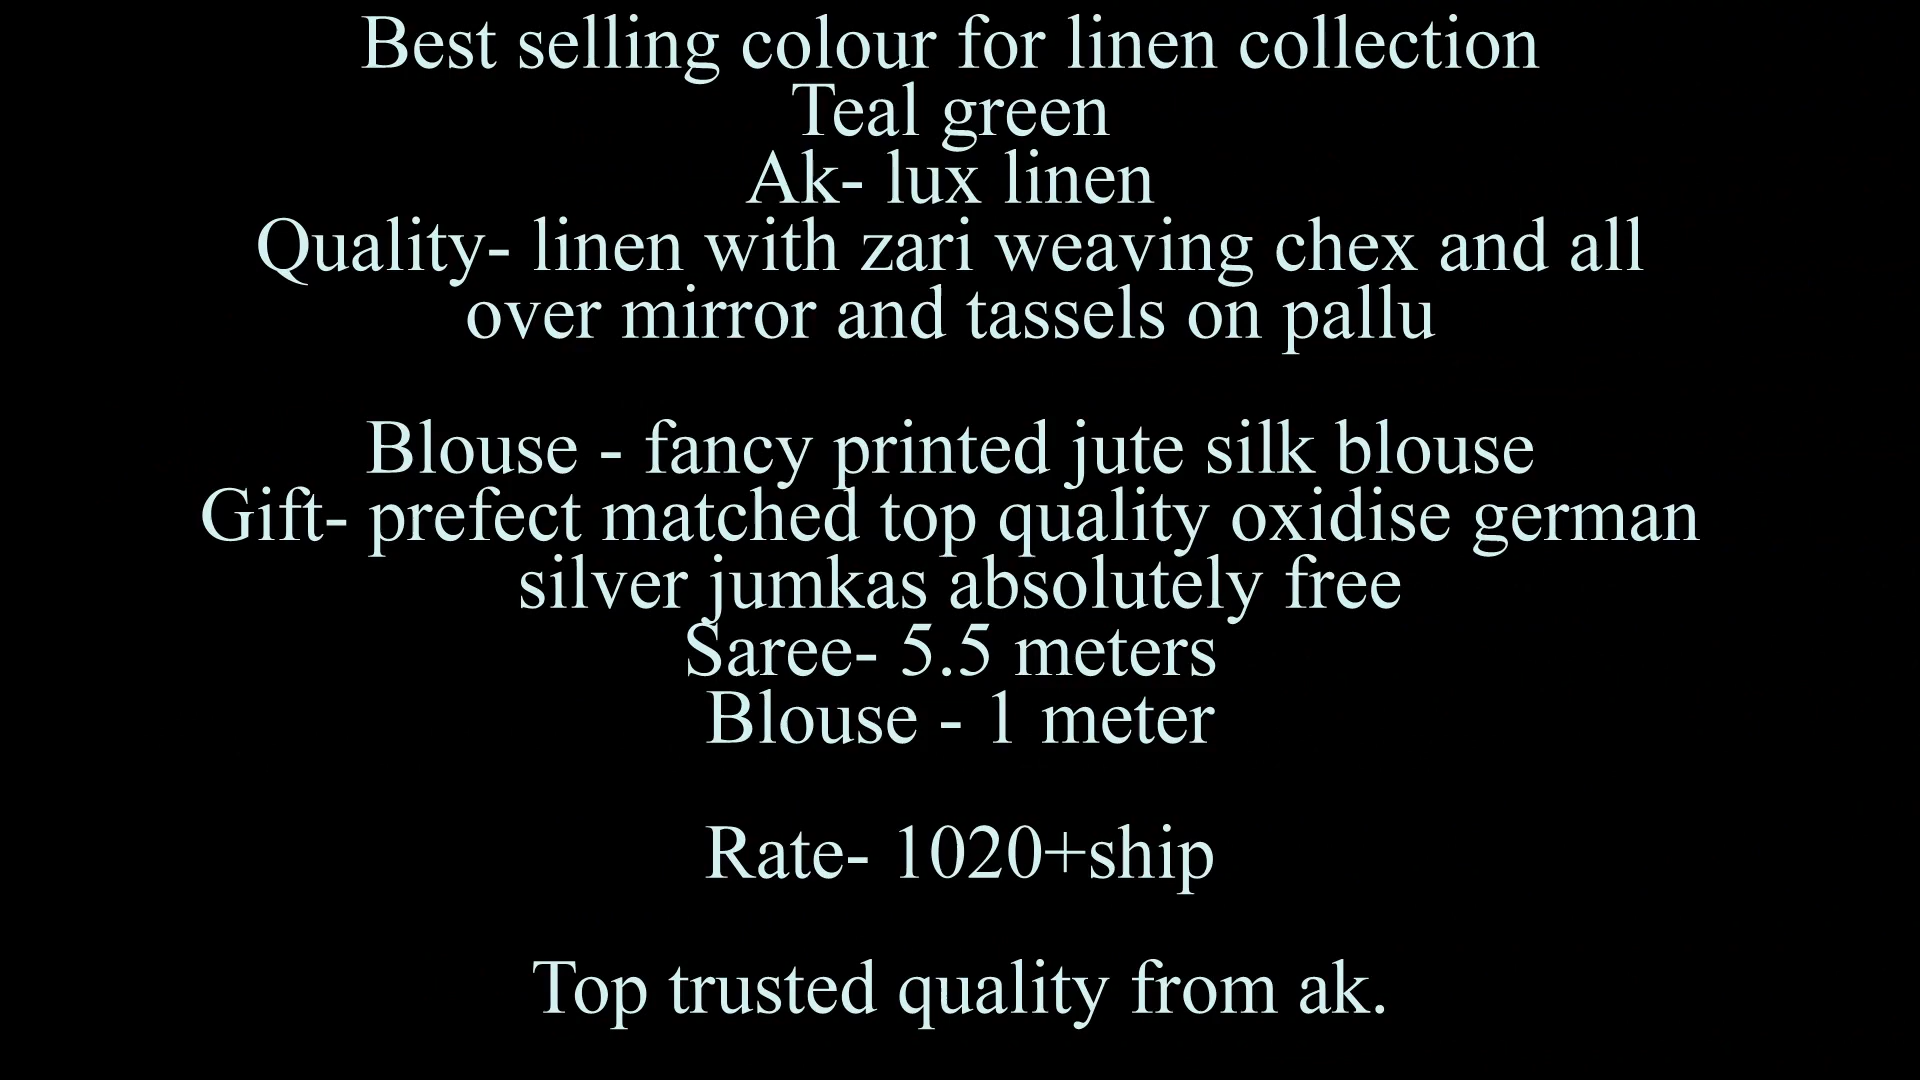 Best selling colour for linen collection
Teal green
Ak- lux linen
Quality- linen with zari weaving chex and all
over mirror and tassels on pallu
Blouse - fancy printed jute silk blouse
Gift- prefect matched top quality oxidise german
silver jumkas absolutely free
Saree- 5.5 meters
Blouse - 1 meter
Rate- 1020+ship
Top trusted quality from ak.